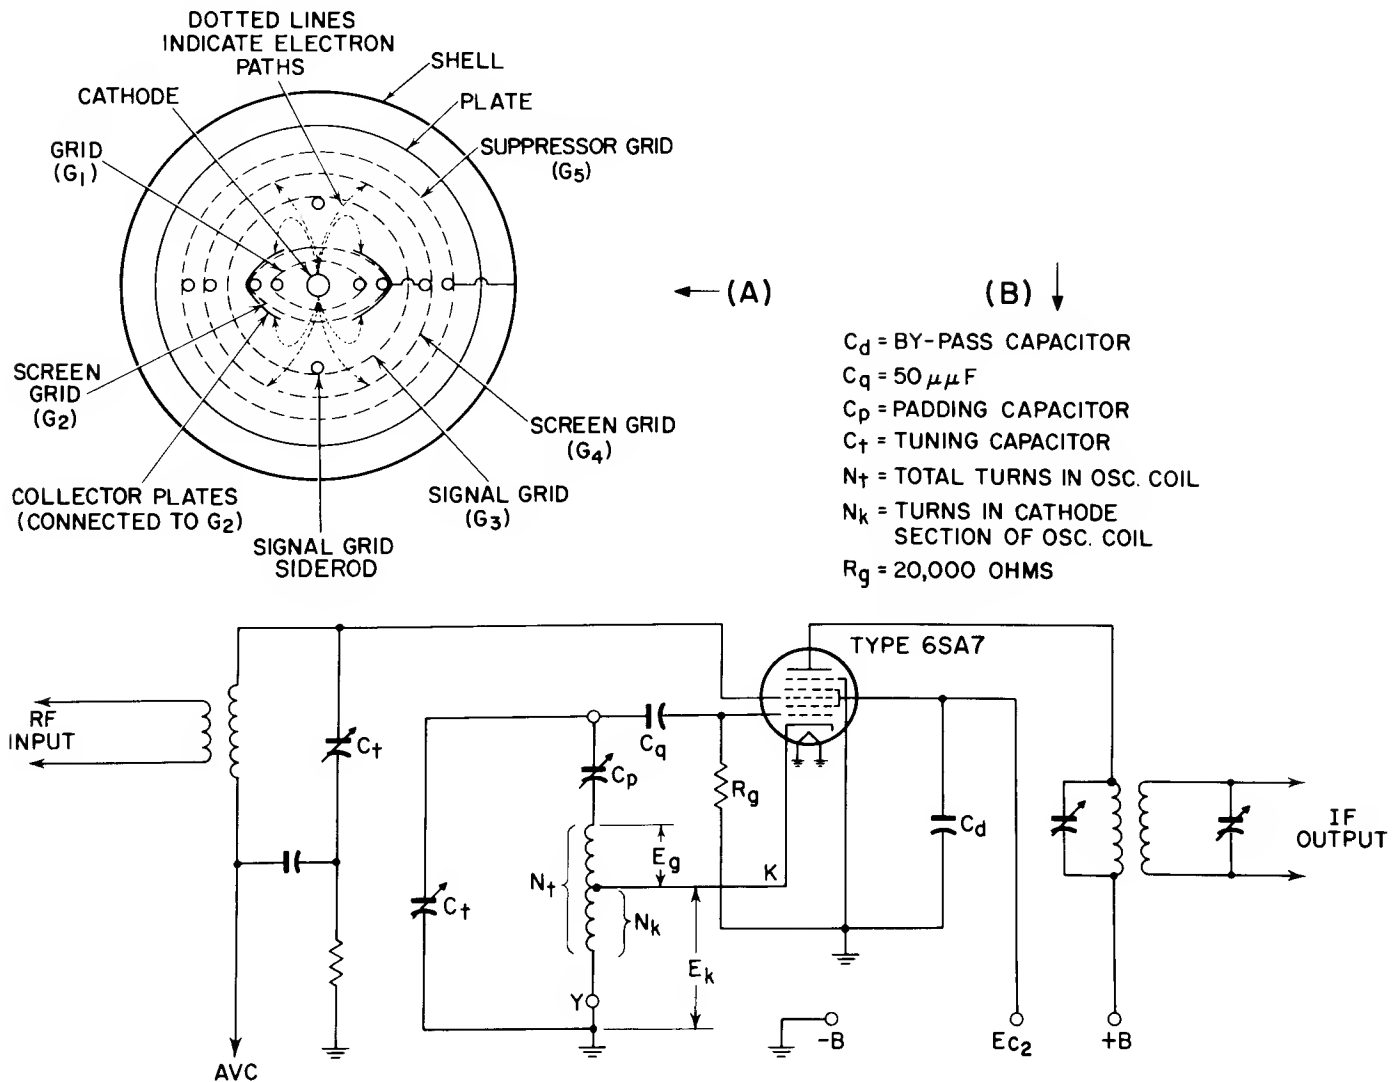 DOTTED LINES
INDICATE ELECTRON
PATHS
SHELL
CATHODE
PLATE
GRID
(G1)
SUPPRESSOR GRID
(G5)
SCREEN
GRID
(G2)
SCREEN GRID
(G4)
COLLECTOR PLATES
(CONNECTED TO G2)
SIGNAL GRID
(G3)
SIGNAL GRID
SIDEROD
(A)
(B)
Cd = BY-PASS CAPACITOR
Cq = 50 μμF
Cp = PADDING CAPACITOR
Ct = TUNING CAPACITOR
Nt = TOTAL TURNS IN OSC. COIL
Nk = TURNS IN CATHODE
SECTION OF OSC. COIL
Rg = 20,000 OHMS
TYPE 6SA7
RF
INPUT
Ct
Cq
Cp
Rg
Cd
IF
OUTPUT
Eg
Nt
K
Ct
Nk
Ek
Y
-B
Ec2
+B
AVC